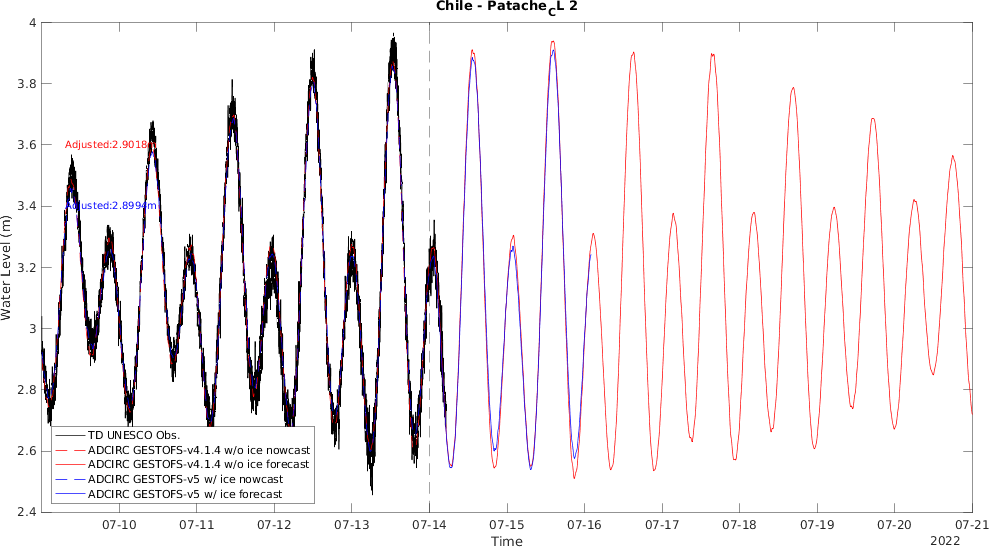 Chile - Patache_CL 2
4
3.8
3.6
3.4
3.2
3
2.8
2.6
2.4
Water Level (m)
Adjusted:2.9018m
Adjusted:2.8994m
TD UNESCO Obs.
ADCIRC GESTOFS-v4.1.4 w/o ice nowcast
ADCIRC GESTOFS-v4.1.4 w/o ice forecast
ADCIRC GESTOFS-v5 w/ ice nowcast
ADCIRC GESTOFS-v5 w/ ice forecast
07-10 07-11 07-12 07-13 07-14 07-15 07-16 07-17 07-18 07-19 07-20 07-21
Time
2022